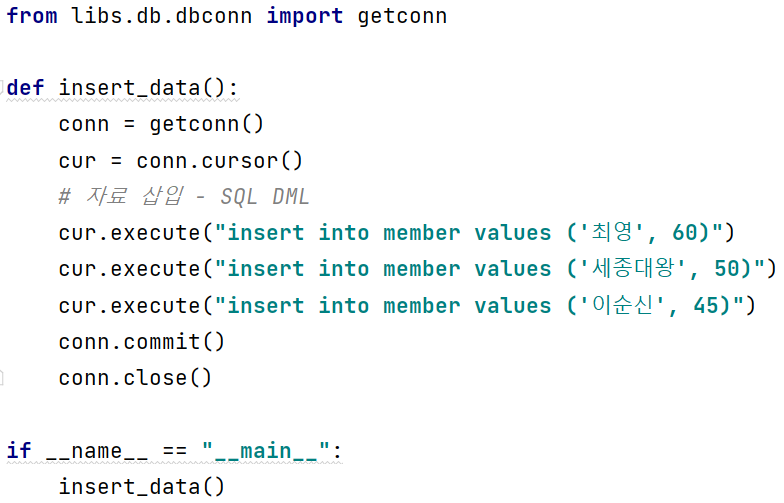 from libs.db.dbconn import getconn
def insert_data():
conn = getconn()
cur = conn.cursor()
# 자료 삽입 - SQL DML
cur.execute("insert into member values ('최영', 60)")
cur.execute("insert into member values ('세종대왕', 50)")
cur.execute("insert into member values ('이순신', 45)")
conn.commit()
conn.close()
if __name__ == "__main__":
insert_data()